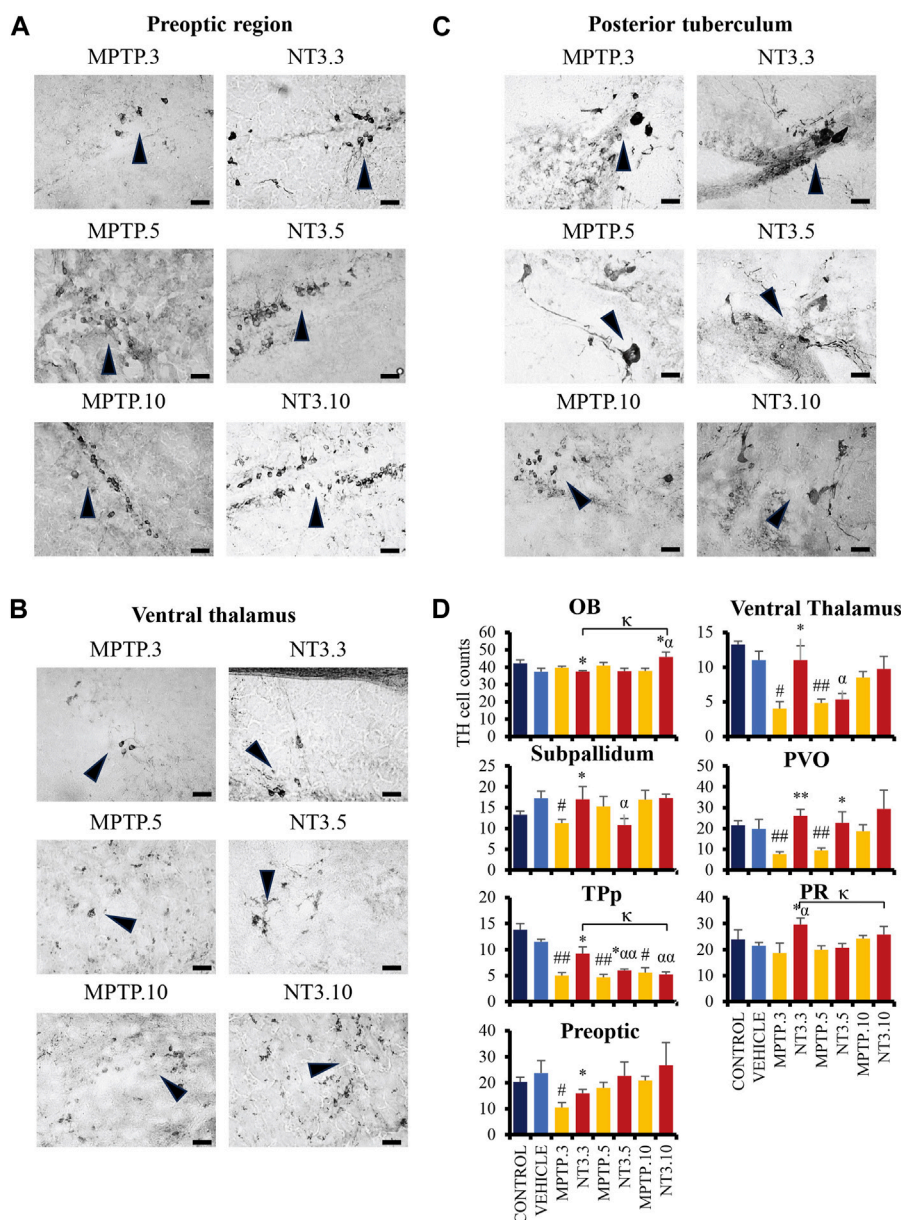 A
Preoptic region
MPTP.3
NT3.3
MPTP.5
NT3.5
MPTP.10
NT3.10
B
Ventral thalamus
MPTP.3
NT3.3
MPTP.5
NT3.5
MPTP.10
NT3.10
C
Posterior tuberculum
MPTP.3
NT3.3
MPTP.5
NT3.5
MPTP.10
NT3.10
D
OB
TH cell counts
60
50
40
30
20
10
0
*
κ
*α
Ventral Thalamus
15
10
5
0
#
*
##
α
Subpallidum
25
20
15
10
5
0
#
*
α
PVO
60
50
40
30
20
10
0
##
**
##
*
TPp
20
15
10
5
0
##
*
##
*αα
#
αα
κ
PR
40
30
20
10
0
*α
κ
CONTROL
VEHICLE
MPTP.3
NT3.3
MPTP.5
NT3.5
MPTP.10
NT3.10
Preoptic
40
30
20
10
0
#
*
CONTROL
VEHICLE
MPTP.3
NT3.3
MPTP.5
NT3.5
MPTP.10
NT3.10